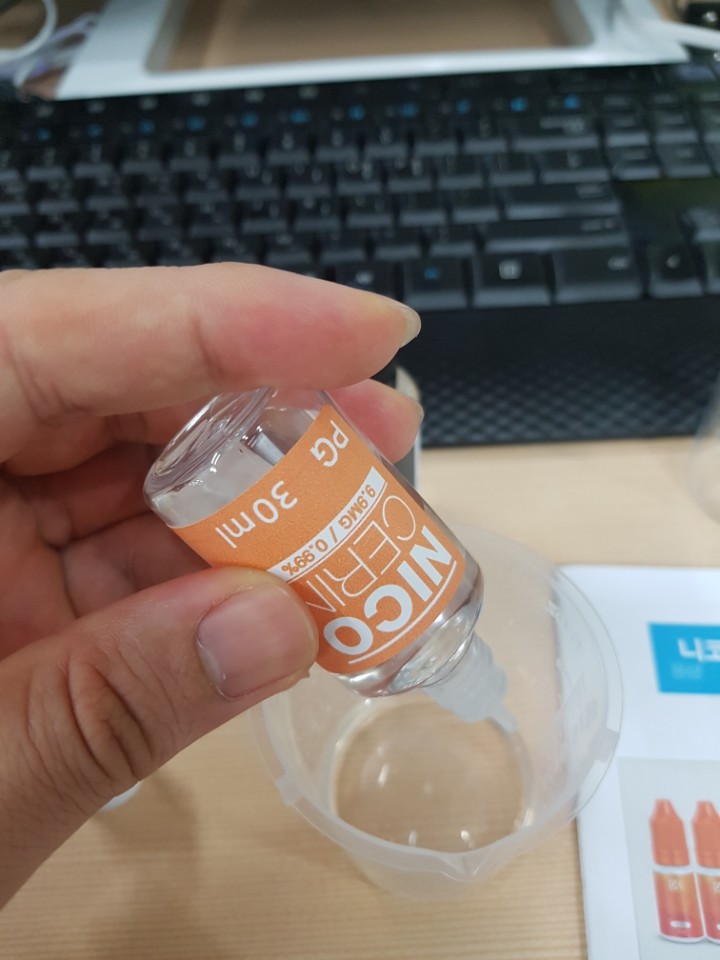 NICO
CERIN
9.9MG / 0.99%
PG 30ml
니코